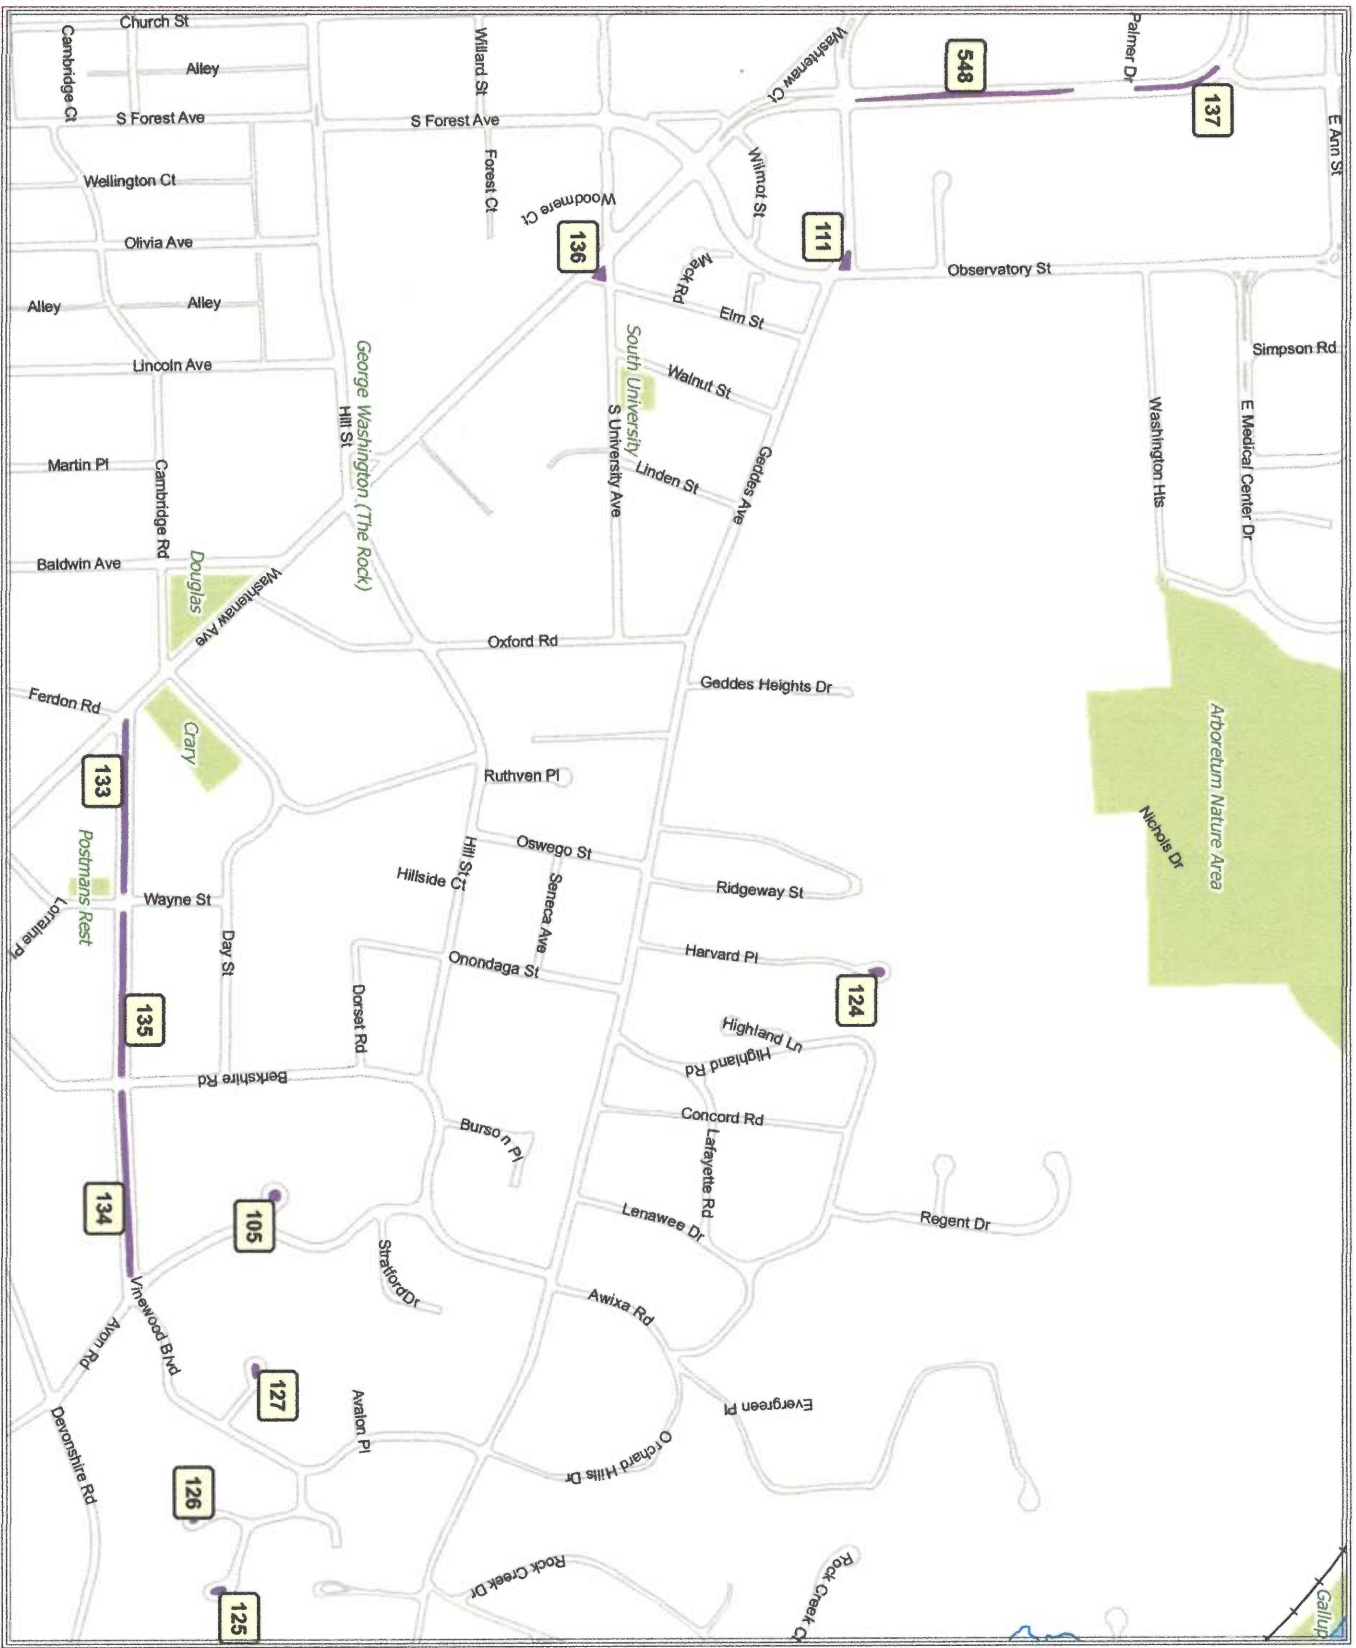 Church St
Cambridge Ct
Alley
S Forest Ave
Wellington Ct
Olivia Ave
Alley
Alley
Lincoln Ave
Martin Pl
Cambridge Rd
Baldwin Ave
Willard St
S Forest Ave
Forest Ct
Woodmere Ct
136
Washtenaw Ct
Wilmot St
548
Palmer Dr
137
E Ann St
111
Observatory St
Mack Rd
Elm St
Walnut St
South University
S University Ave
Linden St
Geddes Ave
George Washington (The Rock)
Hill St
Simpson Rd
Washington Hts
E Medical Center Dr
Douglas
Washtenaw Ave
Oxford Rd
Geddes Heights Dr
Ferdon Rd
Crary
133
Ruthven Pl
Arboretum Nature Area
Nichols Dr
Postmans Rest
Hill St
Oswego St
Hillside Ct
Seneca Ave
Ridgeway St
Wayne St
Lorraine Pl
Day St
Onondaga St
Harvard Pl
124
135
Dorset Rd
Highland Ln
Highland Rd
Berkshire Rd
Concord Rd
Burson Pl
Lafayette Rd
134
105
Lenawee Dr
Regent Dr
Stratford Dr
Awixa Rd
Vinewood Blvd
Avon Rd
127
Avalon Pl
Evergreen Pl
Orchard Hills Dr
Devonshire Rd
126
125
Rock Creek Dr
Rock Creek Ct
Gallup